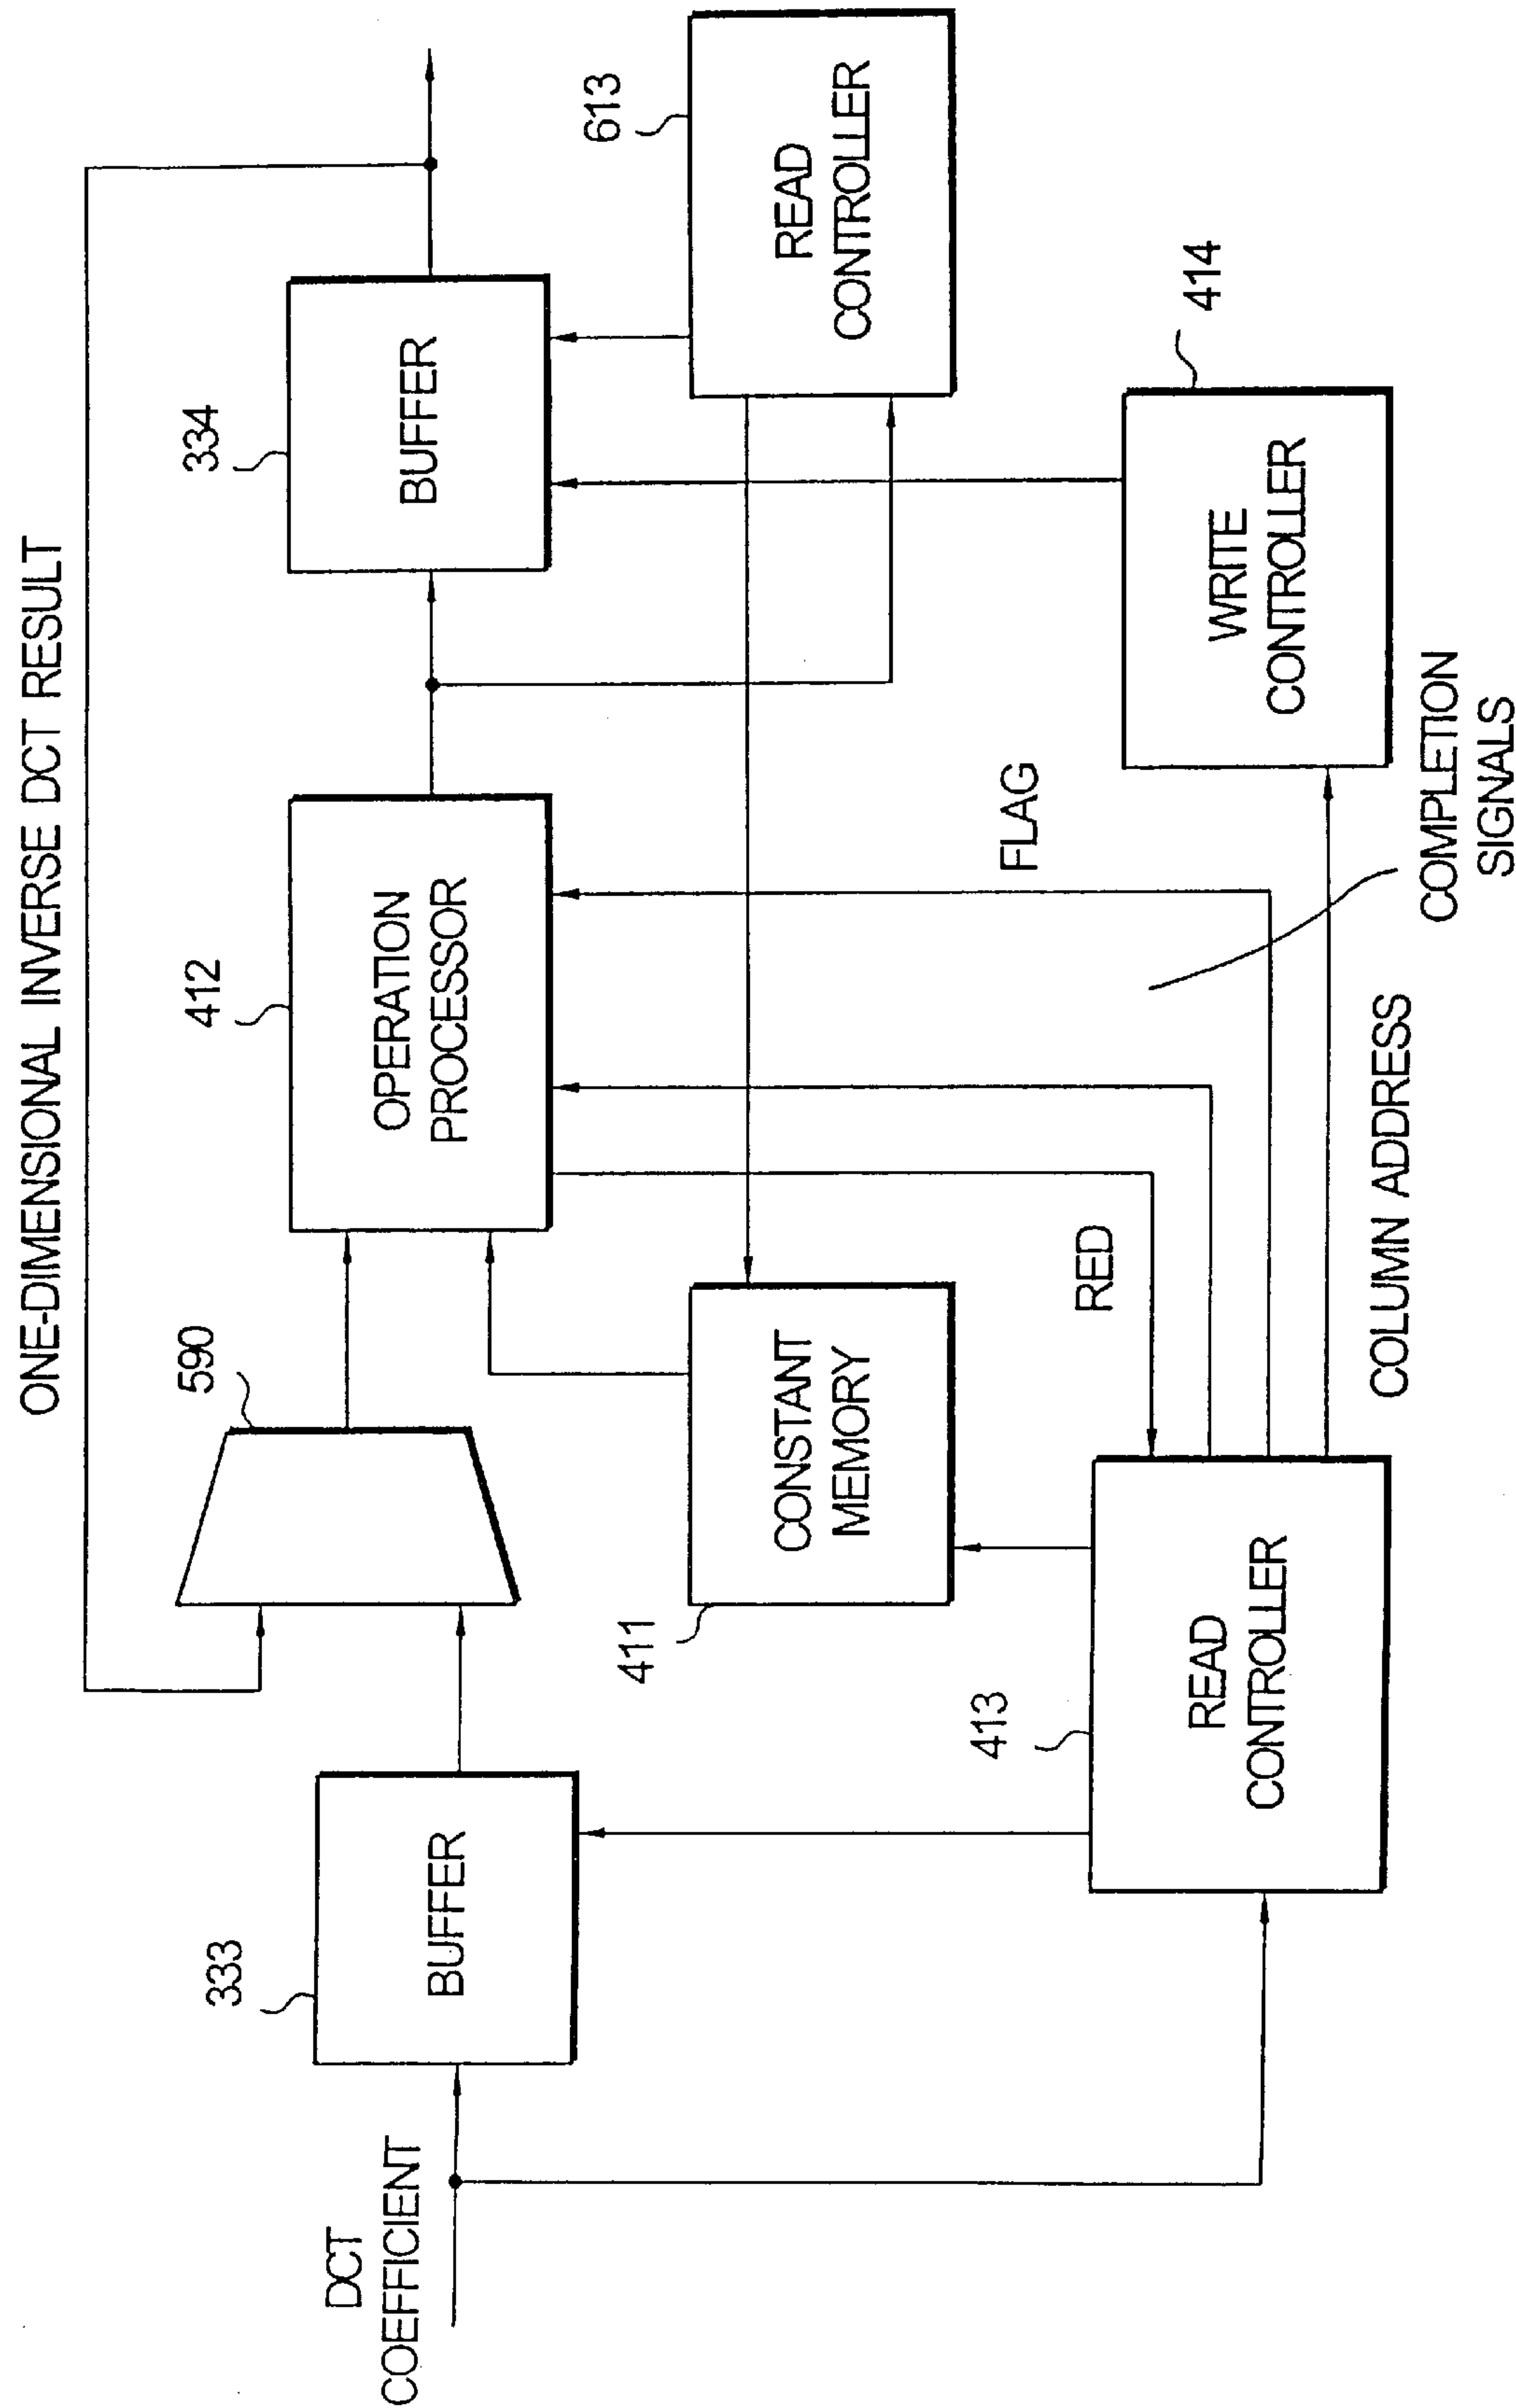 ONE-DIMENSIONAL INVERSE DCT RESULT
DCT
COEFFICIENT
333
BUFFER
590
412
OPERATION
PROCESSOR
334
BUFFER
613
READ
CONTROLLER
411
CONSTANT
MEMORY
413
READ
CONTROLLER
RED
FLAG
414
WRITE
CONTROLLER
COLUMN ADDRESS
COMPLETION
SIGNALS